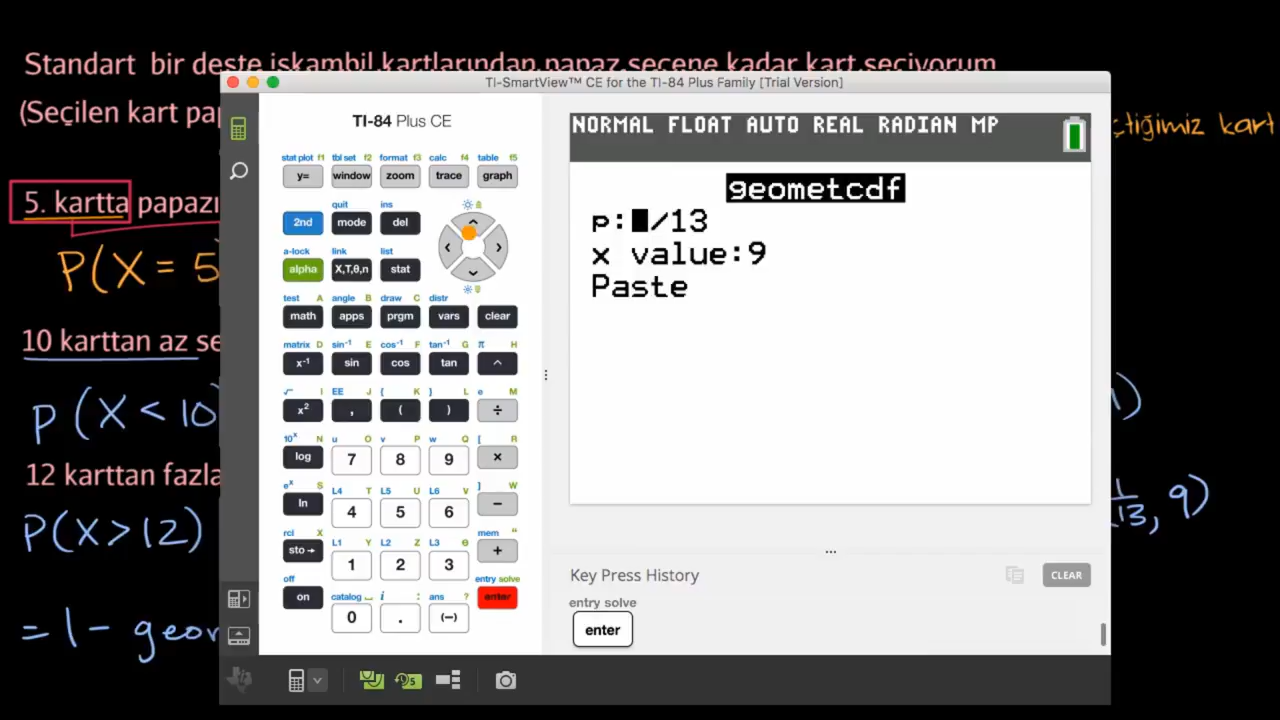 Standart bir deste iskambil kartlarından papaz seçene kadar kart seçiyorum
TI-SmartView™ CE for the TI-84 Plus Family [Trial Version]
(Seçilen kart
TI-84 Plus CE
NORMAL FLOAT AUTO REAL RADIAN MP
kart
stat plot f1 tbl set f2 format f3 calc f4 table f5
y= window zoom trace graph
geometcdf
5. kartta papazı
p:█/13
quit ins
2nd mode del
x value:9
P(X = 5
a-lock link list
alpha X,T,θ,n stat
Paste
test A angle B draw C distr
math apps prgm vars clear
10 karttan az
matrix D sin⁻¹ E cos⁻¹ F tan⁻¹ G π H
x⁻¹ sin cos tan ^
P(X < 10
)
√ I EE J { K } L e M
x² , ( ) ÷
10ˣ N u O v P w Q [ R
log 7 8 9 ×
12 karttan fazla
eˣ S L4 T L5 U L6 V ] W
ln 4 5 6 −
1/13, 9)
P(X>12)
rcl X L1 Y L2 Z L3 θ mem "
sto→ 1 2 3 +
Key Press History CLEAR
off catalog ⎵ i : ans ? entry solve
on 0 . (−) enter
entry solve
enter
= 1 - geom
5